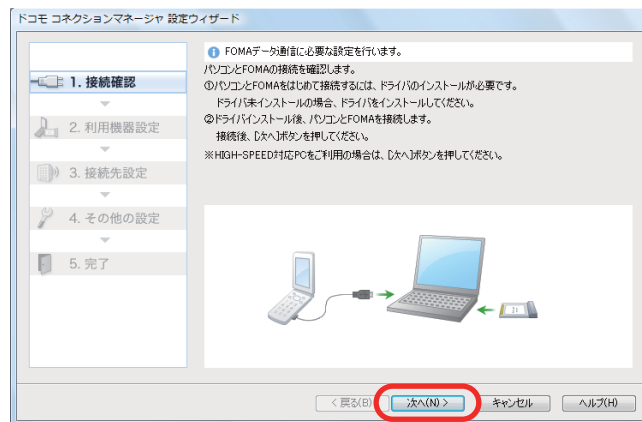 ドコモ コネクションマネージャ 設定ウィザード
1. 接続確認
2. 利用機器設定
3. 接続先設定
4. その他の設定
5. 完了
FOMAデータ通信に必要な設定を行います。
パソコンとFOMAの接続を確認します。
①パソコンとFOMAをはじめて接続するには、ドライバのインストールが必要です。
ドライバ未インストールの場合、ドライバをインストールしてください。
②ドライバインストール後、パソコンとFOMAを接続します。
接続後、[次へ]ボタンを押してください。
※HIGH-SPEED対応PCをご利用の場合は、[次へ]ボタンを押してください。
< 戻る(B)
次へ(N) >
キャンセル
ヘルプ(H)